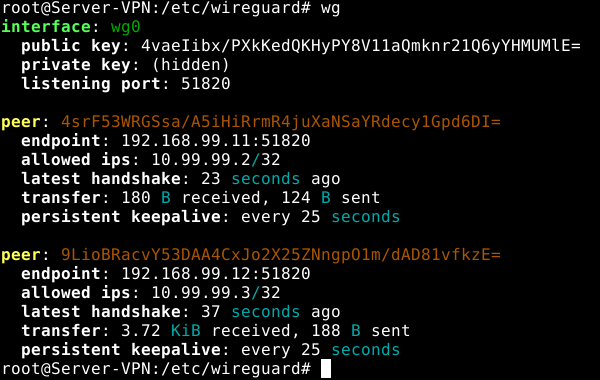 root@Server-VPN:/etc/wireguard# wg
interface: wg0
  public key: 4vaeIibx/PXkKedQKHyPY8V11aQmknr21Q6yYHMUMlE=
  private key: (hidden)
  listening port: 51820

peer: 4srF53WRGSsa/A5iHiRrmR4juXaNSaYRdecy1Gpd6DI=
  endpoint: 192.168.99.11:51820
  allowed ips: 10.99.99.2/32
  latest handshake: 23 seconds ago
  transfer: 180 B received, 124 B sent
  persistent keepalive: every 25 seconds

peer: 9LioBRacvY53DAA4CxJo2X25ZNngpO1m/dAD81vfkzE=
  endpoint: 192.168.99.12:51820
  allowed ips: 10.99.99.3/32
  latest handshake: 37 seconds ago
  transfer: 3.72 KiB received, 188 B sent
  persistent keepalive: every 25 seconds
root@Server-VPN:/etc/wireguard#